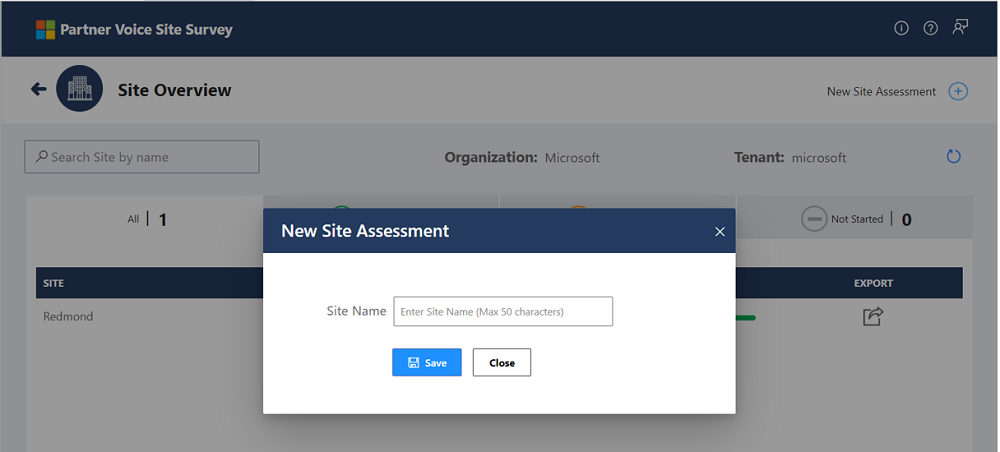 Partner Voice Site Survey
Site Overview
New Site Assessment
Search Site by name
Organization: Microsoft
Tenant: microsoft
All | 1
Not Started | 0
New Site Assessment
SITE
EXPORT
Redmond
Site Name
Enter Site Name (Max 50 characters)
Save
Close